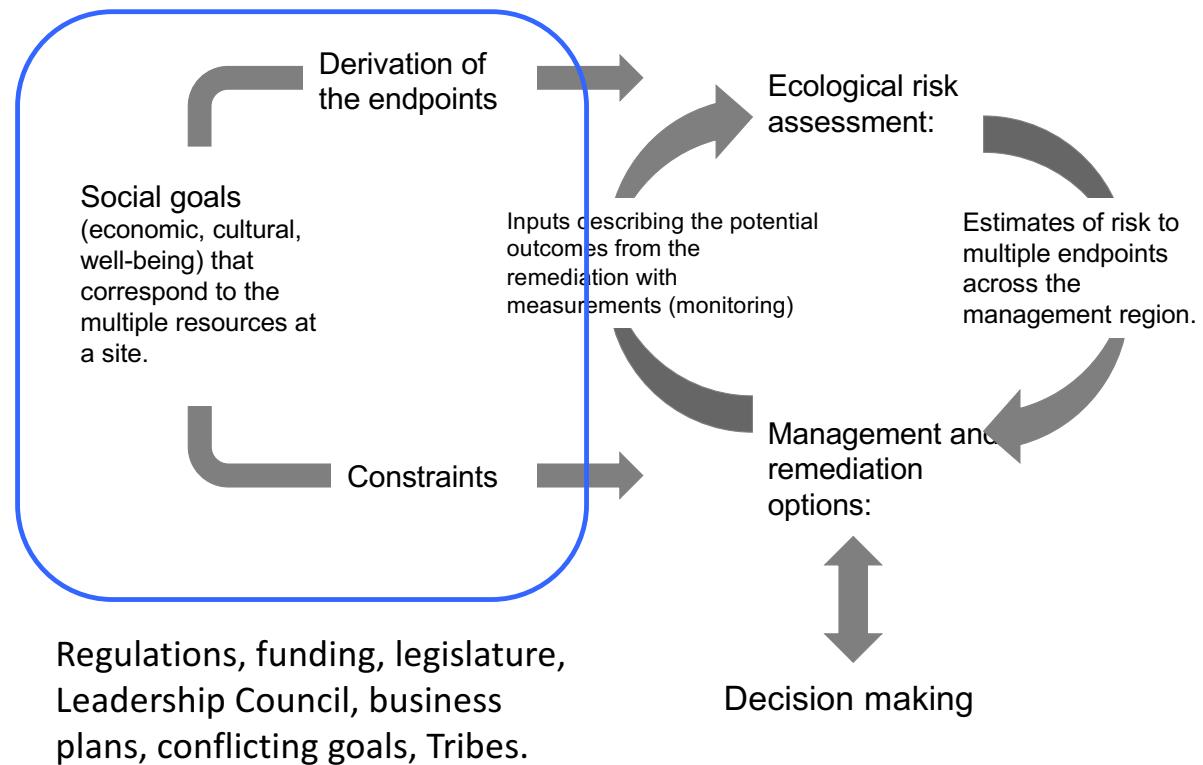 Derivation of
the endpoints
Ecological risk
assessment:
Social goals
(economic, cultural,
well-being) that
correspond to the
multiple resources at
a site.
Inputs describing the potential
outcomes from the
remediation with
measurements (monitoring)
Estimates of risk to
multiple endpoints
across the
management region.
Constraints
Management and
remediation
options:
Regulations, funding, legislature,
Leadership Council, business
plans, conflicting goals, Tribes.
Decision making